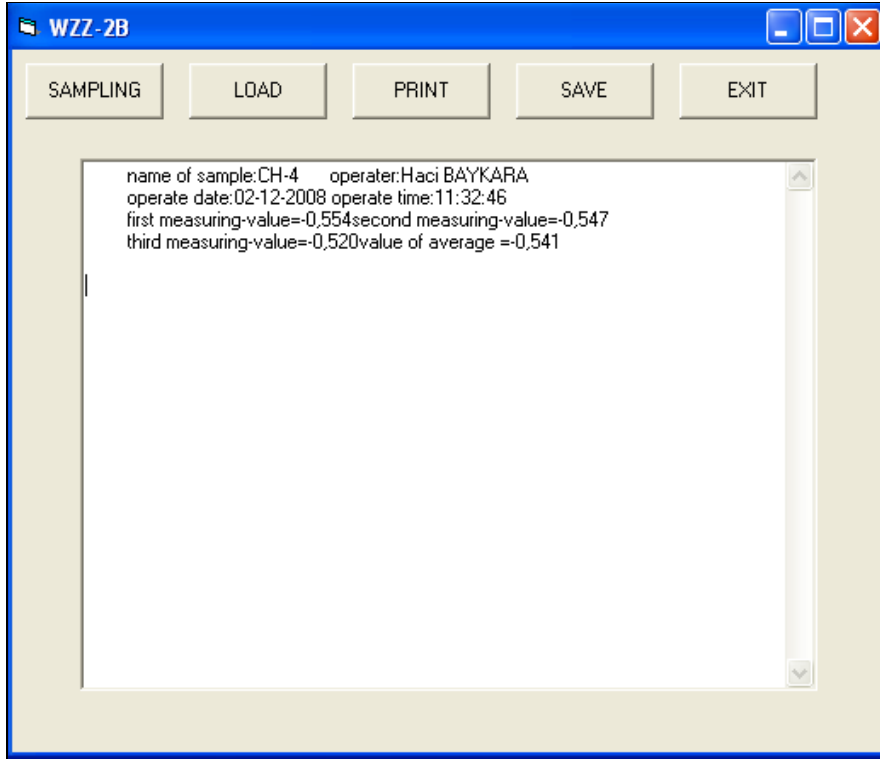 WZZ-2B
SAMPLING LOAD PRINT SAVE EXIT
name of sample:CH-4 operater:Haci BAYKARA
operate date:02-12-2008 operate time:11:32:46
first measuring-value=-0,554second measuring-value=-0,547
third measuring-value=-0,520value of average =-0,541